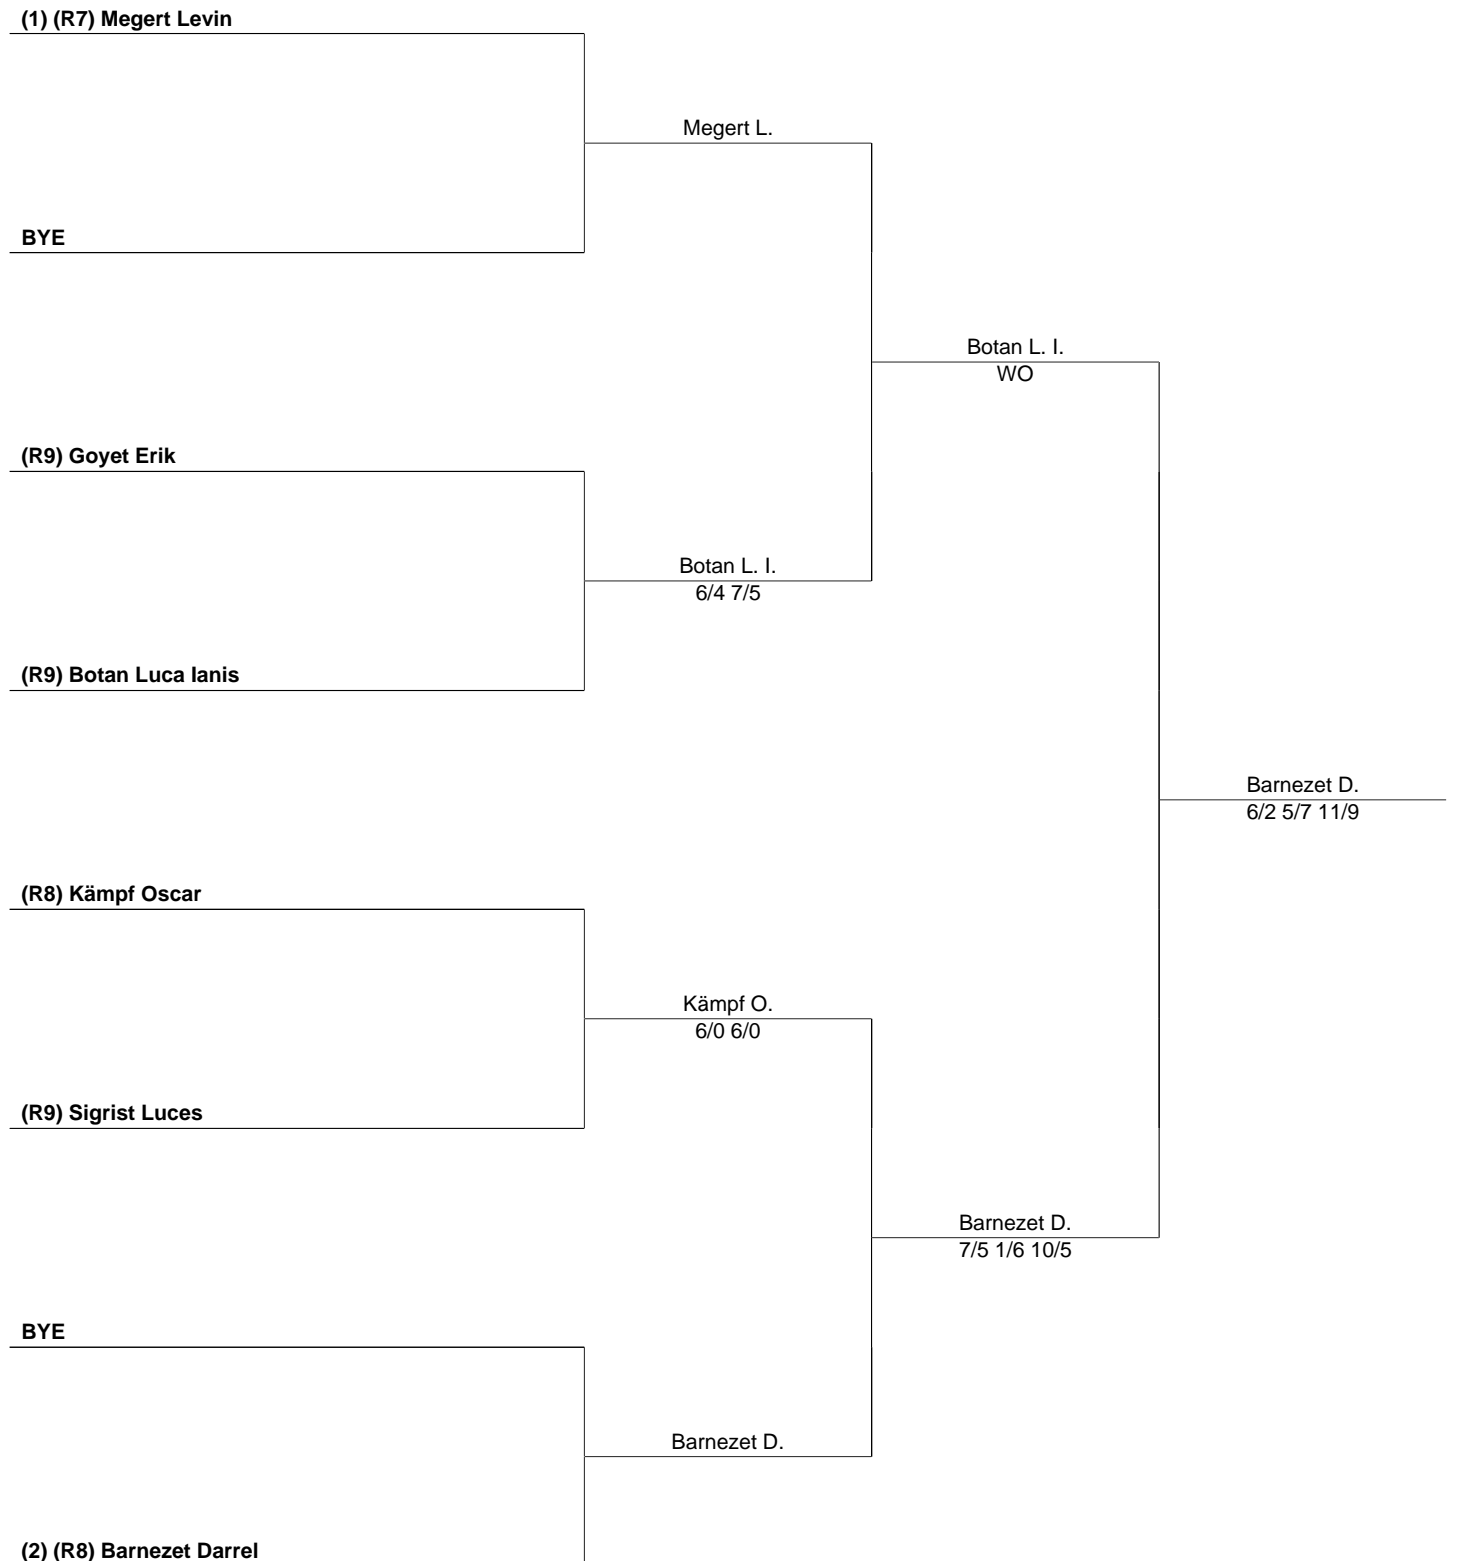 (1) (R7) Megert Levin
Megert L.
BYE
Botan L. I.
WO
(R9) Goyet Erik
Botan L. I.
6/4 7/5
(R9) Botan Luca Ianis
Barnezet D.
6/2 5/7 11/9
(R8) Kämpf Oscar
Kämpf O.
6/0 6/0
(R9) Sigrist Luces
Barnezet D.
7/5 1/6 10/5
BYE
Barnezet D.
(2) (R8) Barnezet Darrel